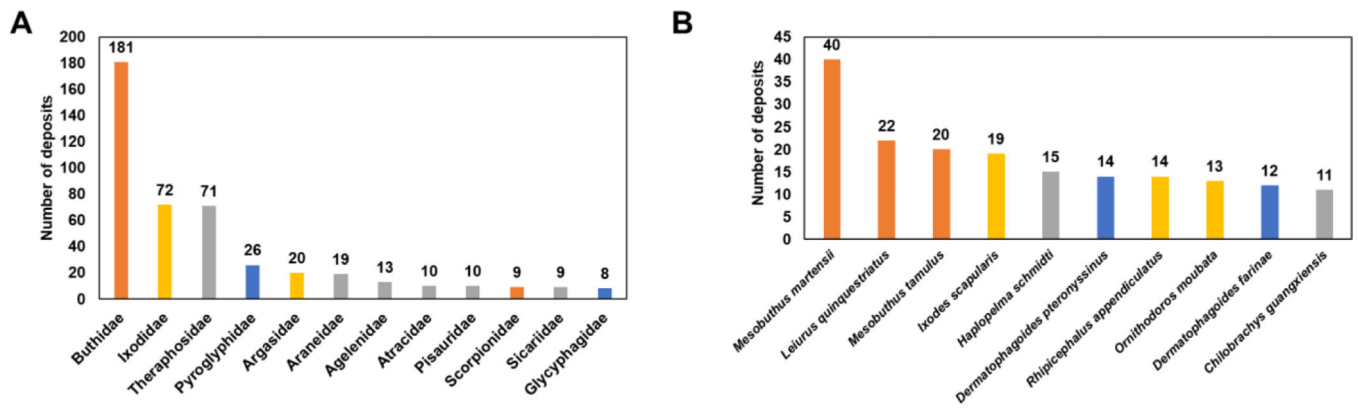 A
Number of deposits
200
180
160
140
120
100
80
60
40
20
0
181
72
71
26
20
19
13
10
10
9
9
8
Buthidae
Ixodidae
Theraphosidae
Pyroglyphidae
Argasidae
Araneidae
Agelenidae
Atracidae
Pisauridae
Scorpionidae
Sicariidae
Glycyphagidae
B
Number of deposits
45
40
35
30
25
20
15
10
5
0
40
22
20
19
15
14
14
13
12
11
Mesobuthus martensii
Leiurus quinquestriatus
Mesobuthus tamulus
Ixodes scapularis
Haplopelma schmidti
Dermatophagoides pteronyssinus
Rhipicephalus appendiculatus
Ornithodoros moubata
Dermatophagoides farinae
Chilobrachys guangxiensis